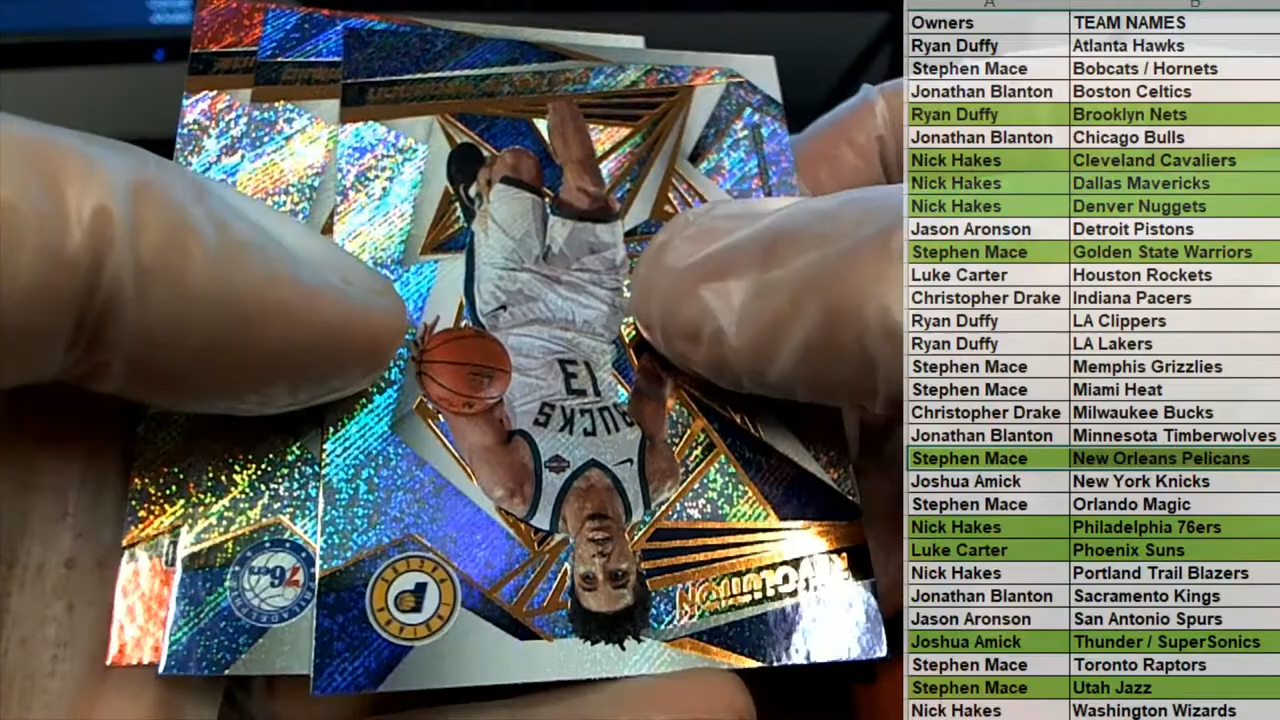 A B
Owners TEAM NAMES
Ryan Duffy Atlanta Hawks
Stephen Mace Bobcats / Hornets
Jonathan Blanton Boston Celtics
Ryan Duffy Brooklyn Nets
Jonathan Blanton Chicago Bulls
Nick Hakes Cleveland Cavaliers
Nick Hakes Dallas Mavericks
Nick Hakes Denver Nuggets
Jason Aronson Detroit Pistons
Stephen Mace Golden State Warriors
Luke Carter Houston Rockets
Christopher Drake Indiana Pacers
Ryan Duffy LA Clippers
Ryan Duffy LA Lakers
Stephen Mace Memphis Grizzlies
Stephen Mace Miami Heat
Christopher Drake Milwaukee Bucks
Jonathan Blanton Minnesota Timberwolves
Stephen Mace New Orleans Pelicans
Joshua Amick New York Knicks
Stephen Mace Orlando Magic
Nick Hakes Philadelphia 76ers
Luke Carter Phoenix Suns
Nick Hakes Portland Trail Blazers
Jonathan Blanton Sacramento Kings
Jason Aronson San Antonio Spurs
Joshua Amick Thunder / SuperSonics
Stephen Mace Toronto Raptors
Stephen Mace Utah Jazz
Nick Hakes Washington Wizards
13
BUCKS
76ers
PACERS
INDIANA
REVOLUTION